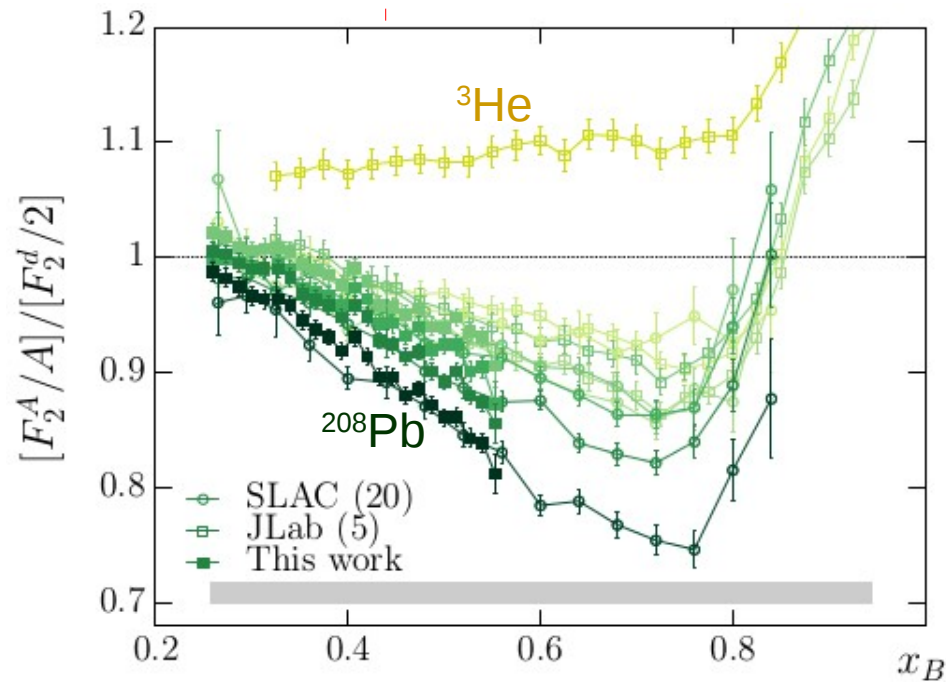 1.2
1.1
1
0.9
0.8
0.7
[F₂ᴬ/A]/[F₂ᵈ/2]
³He
²⁰⁸Pb
SLAC (20)
JLab (5)
This work
0.2 0.4 0.6 0.8 x_B